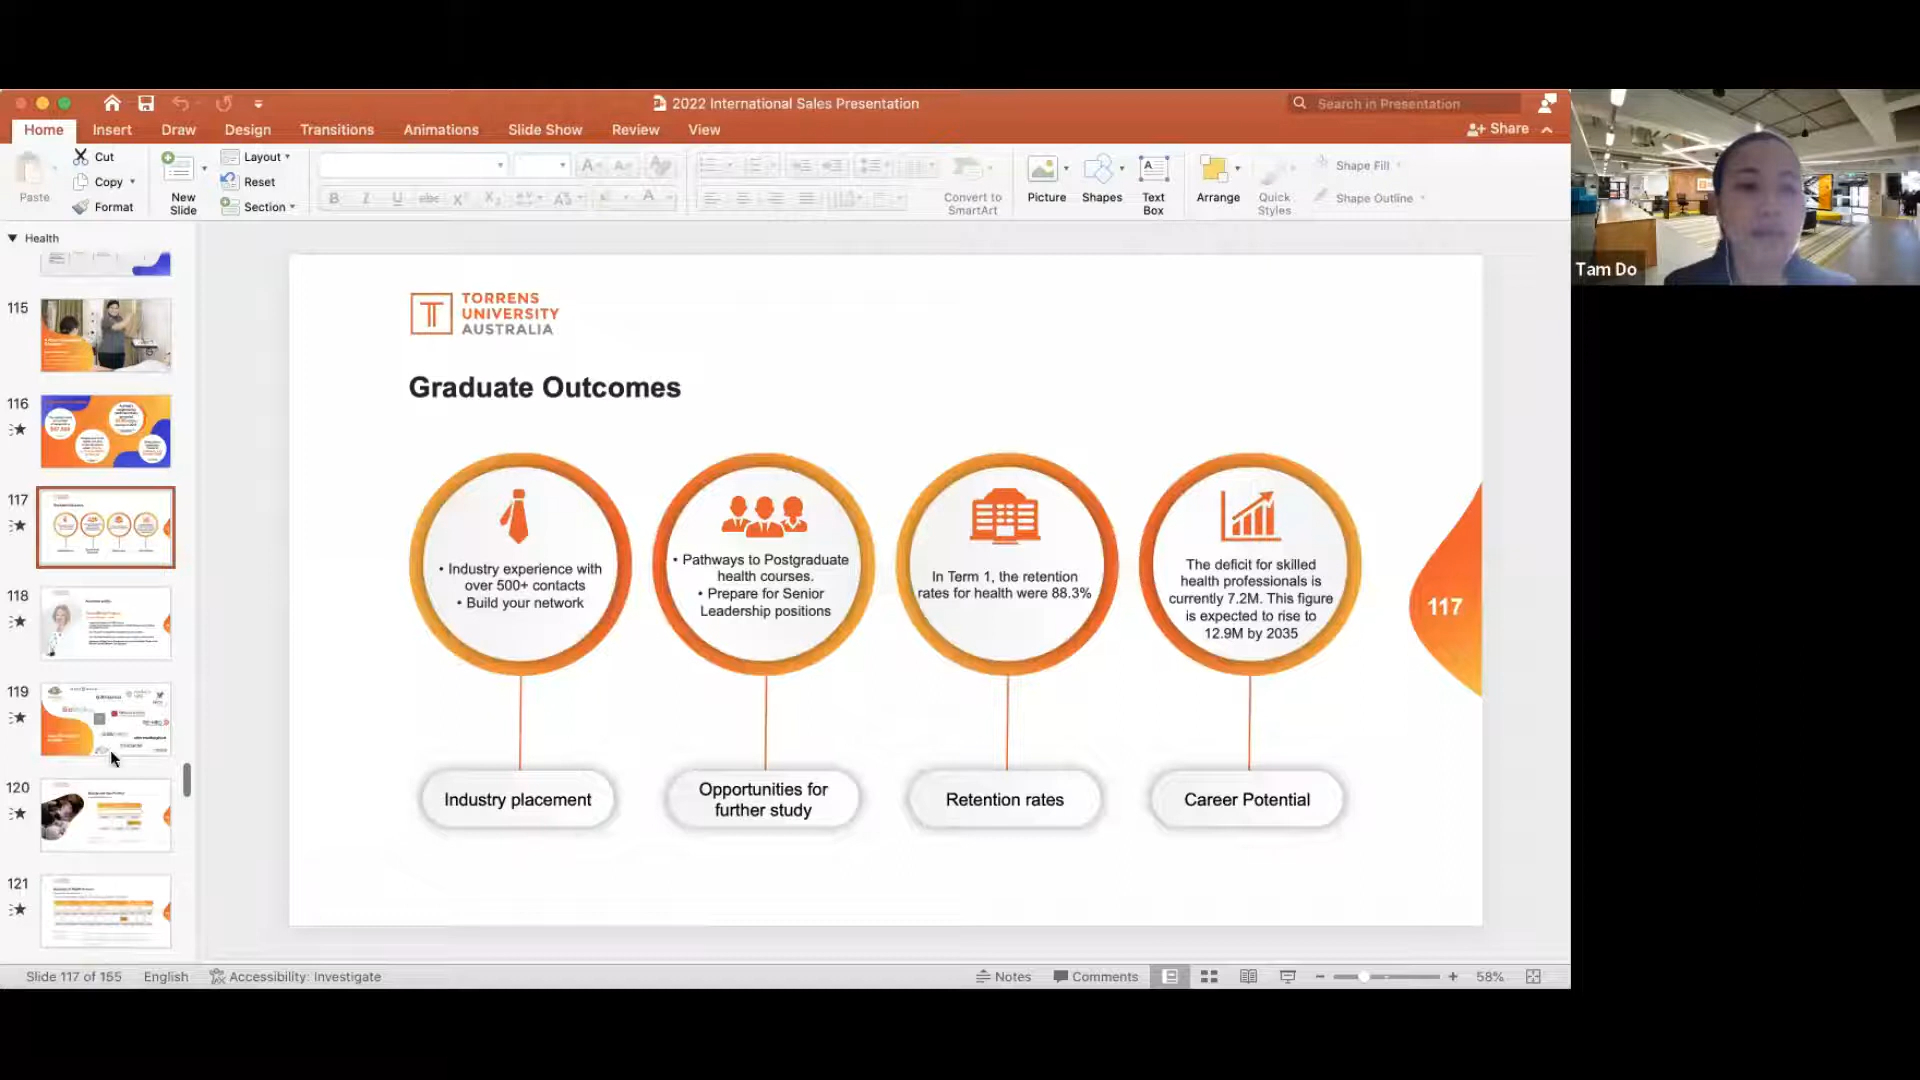 2022 International Sales Presentation
Search in Presentation
Home
Insert
Draw
Design
Transitions
Animations
Slide Show
Review
View
Share
Paste
Cut
Copy
Format
New
Slide
Layout
Reset
Section
Convert to
SmartArt
Picture
Shapes
Text
Box
Arrange
Quick
Styles
Shape Fill
Shape Outline
Tam Do
Health
115
116
117
118
119
120
121
TORRENS
UNIVERSITY
AUSTRALIA
Graduate Outcomes
• Industry experience with
over 500+ contacts
• Build your network
• Pathways to Postgraduate
health courses.
• Prepare for Senior
Leadership positions
In Term 1, the retention
rates for health were 88.3%
The deficit for skilled
health professionals is
currently 7.2M. This figure
is expected to rise to
12.9M by 2035
117
Industry placement
Opportunities for
further study
Retention rates
Career Potential
Slide 117 of 165
English
Accessibility: Investigate
Notes
Comments
58%